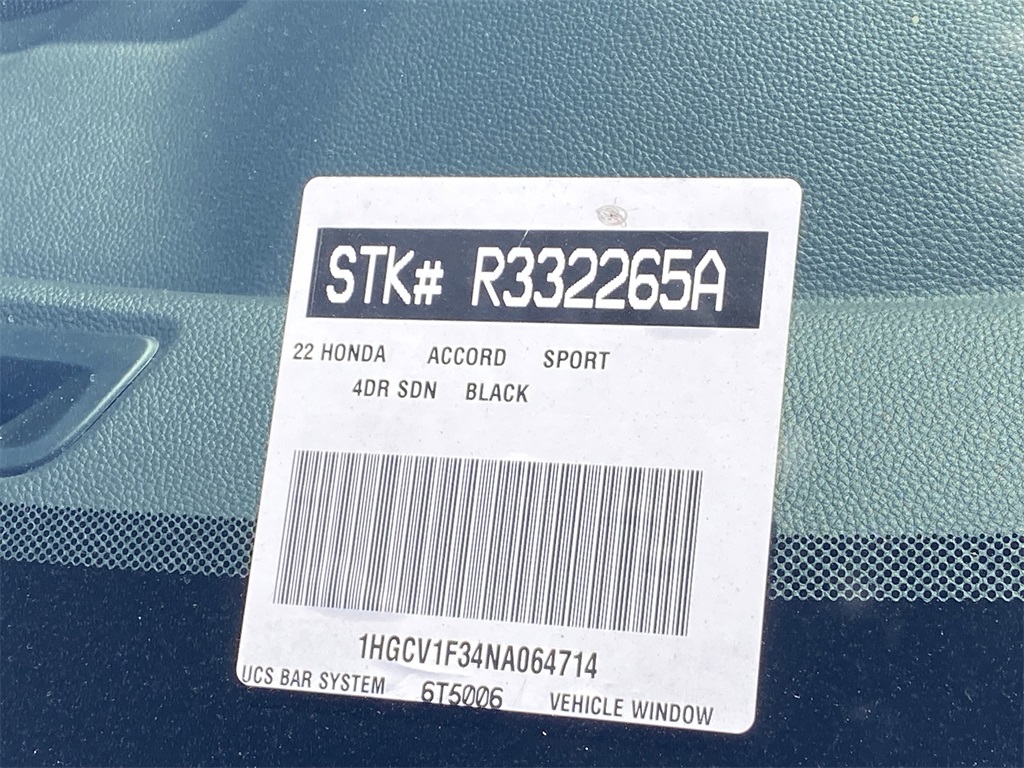 STK# R332265A
22 HONDA ACCORD SPORT
4DR SDN BLACK
1HGCV1F34NA064714
UCS BAR SYSTEM 6T5006 VEHICLE WINDOW